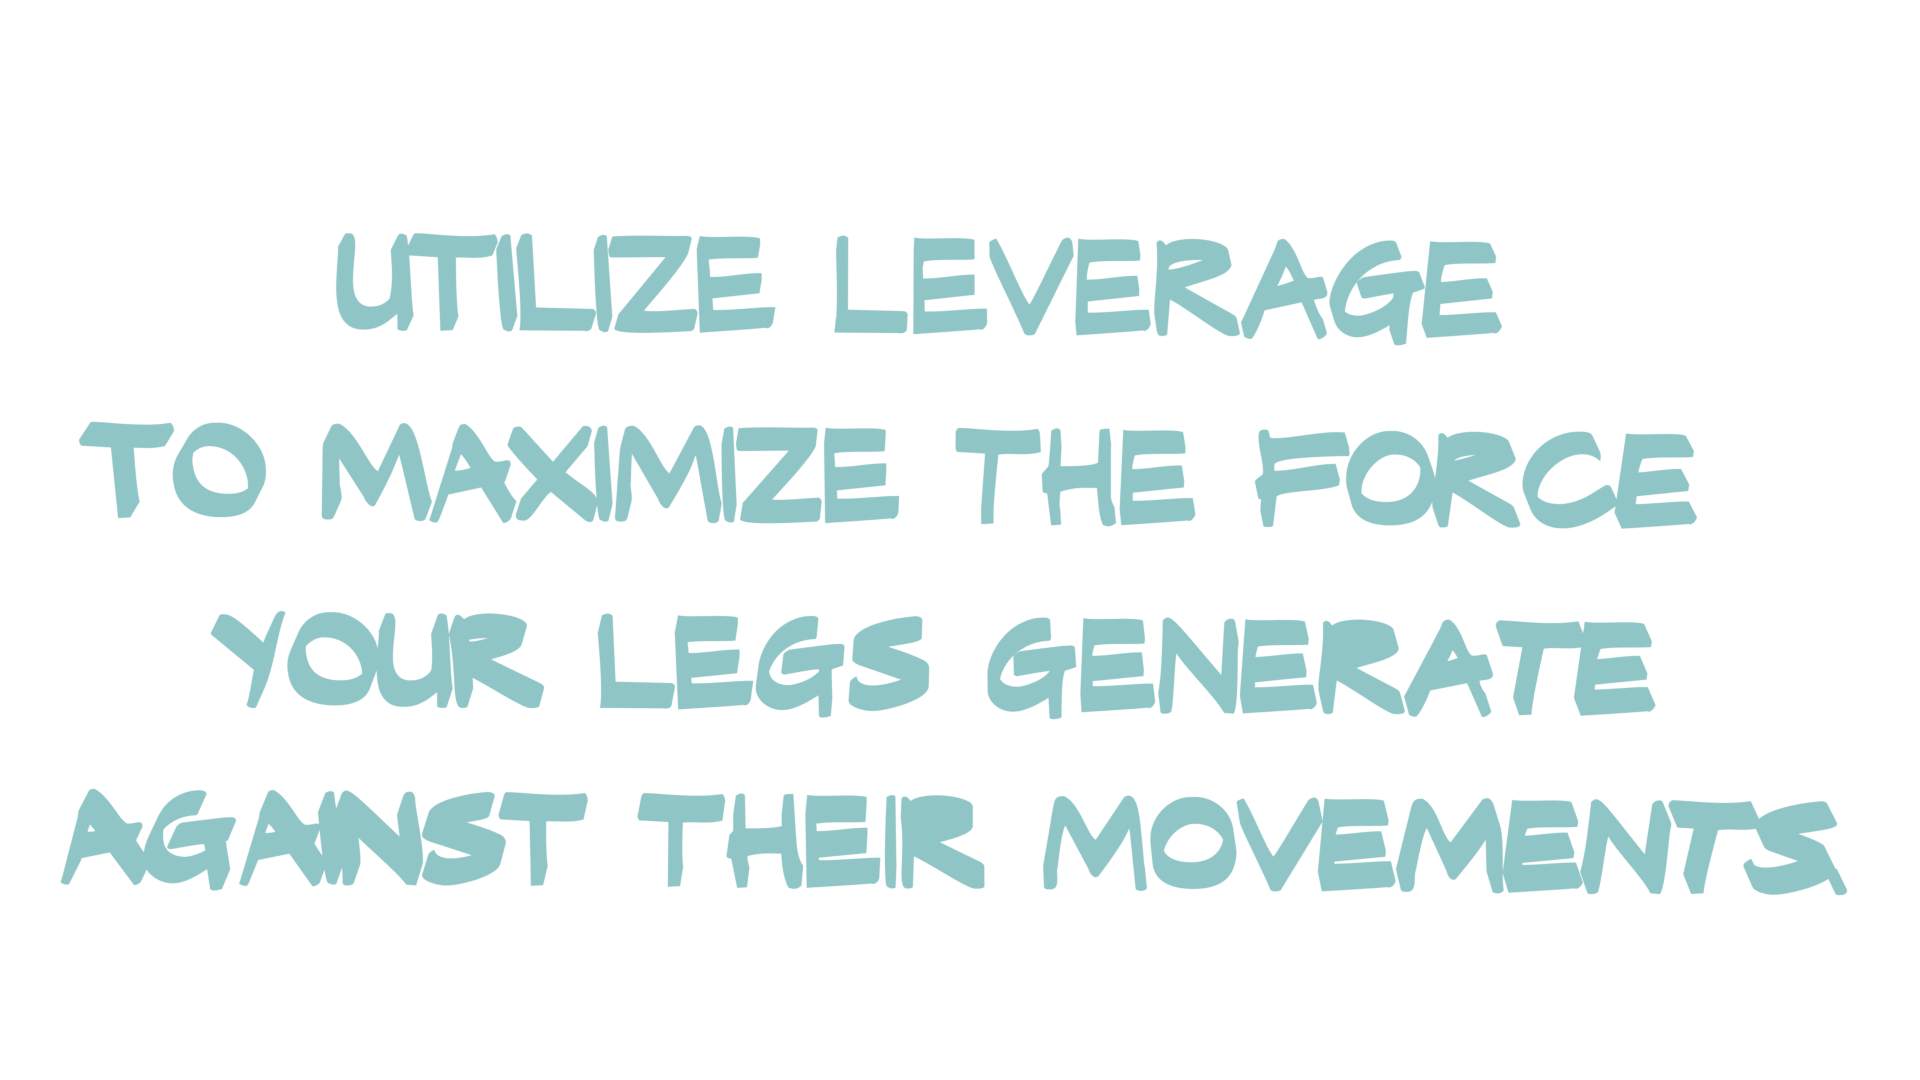 UTILIZE LEVERAGE
TO MAXIMIZE THE FORCE
YOUR LEGS GENERATE
AGAINST THEIR MOVEMENTS.